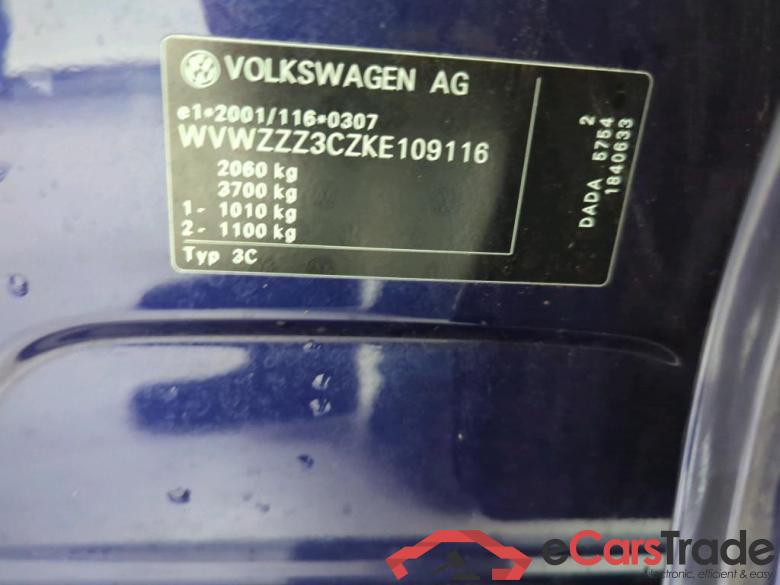 VOLKSWAGEN AG
e1*2001/116*0307
WVWZZZ3CZKE109116
2060 kg
3700 kg
1- 1010 kg
2- 1100 kg
Typ 3C
2
DADA 5754
1840633
eCarsTrade
electronic, efficient & easy